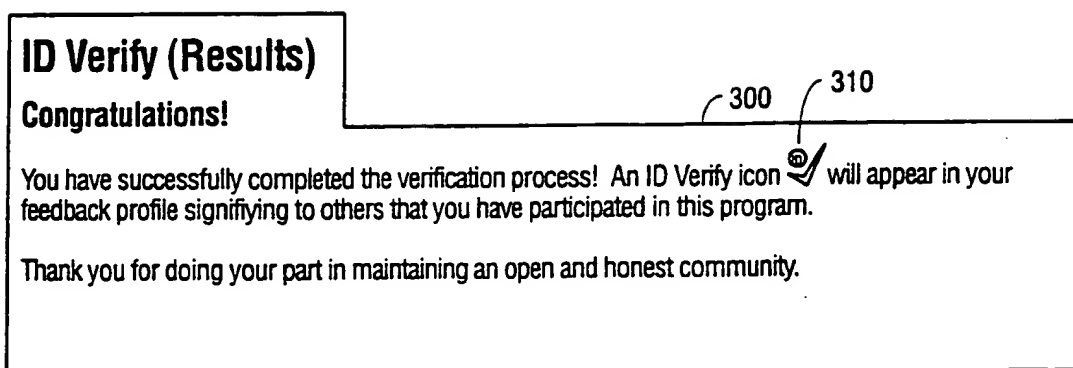 ID Verify (Results)
Congratulations!
300
310
You have successfully completed the verification process! An ID Verify icon will appear in your
feedback profile signifiying to others that you have participated in this program.
Thank you for doing your part in maintaining an open and honest community.